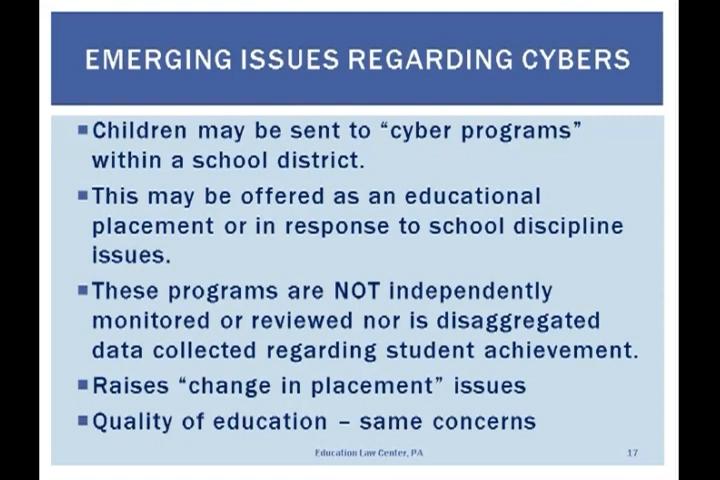 EMERGING ISSUES REGARDING CYBERS
▪Children may be sent to “cyber programs”
within a school district.
▪This may be offered as an educational
placement or in response to school discipline
issues.
▪These programs are NOT independently
monitored or reviewed nor is disaggregated
data collected regarding student achievement.
▪Raises “change in placement” issues
▪Quality of education – same concerns
Education Law Center, PA 17